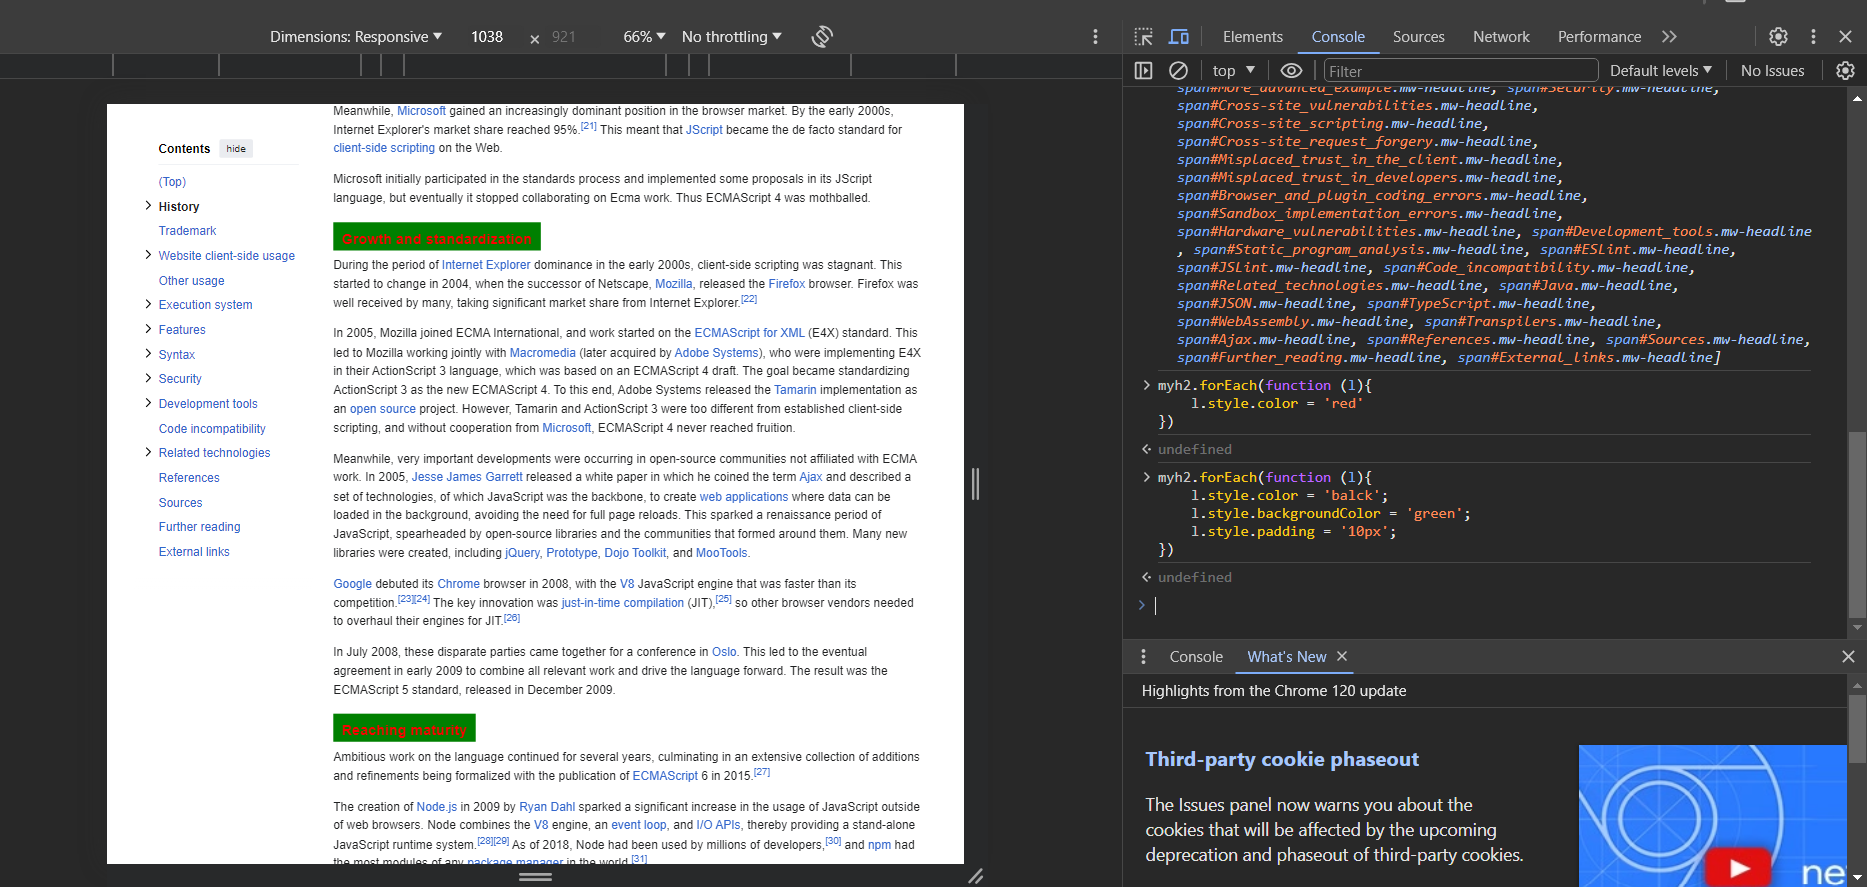 Dimensions: Responsive 1038 × 921 66% No throttling
Meanwhile, Microsoft gained an increasingly dominant position in the browser market. By the early 2000s,
Internet Explorer's market share reached 95%.[21] This meant that JScript became the de facto standard for
client-side scripting on the Web.
Microsoft initially participated in the standards process and implemented some proposals in its JScript
language, but eventually it stopped collaborating on Ecma work. Thus ECMAScript 4 was mothballed.
Contents hide
(Top)
History
Trademark
Website client-side usage
Other usage
Execution system
Features
Syntax
Security
Development tools
Code incompatibility
Related technologies
References
Sources
Further reading
External links
Growth and standardization
During the period of Internet Explorer dominance in the early 2000s, client-side scripting was stagnant. This
started to change in 2004, when the successor of Netscape, Mozilla, released the Firefox browser. Firefox was
well received by many, taking significant market share from Internet Explorer.[22]
In 2005, Mozilla joined ECMA International, and work started on the ECMAScript for XML (E4X) standard. This
led to Mozilla working jointly with Macromedia (later acquired by Adobe Systems), who were implementing E4X
in their ActionScript 3 language, which was based on an ECMAScript 4 draft. The goal became standardizing
ActionScript 3 as the new ECMAScript 4. To this end, Adobe Systems released the Tamarin implementation as
an open source project. However, Tamarin and ActionScript 3 were too different from established client-side
scripting, and without cooperation from Microsoft, ECMAScript 4 never reached fruition.
Meanwhile, very important developments were occurring in open-source communities not affiliated with ECMA
work. In 2005, Jesse James Garrett released a white paper in which he coined the term Ajax and described a
set of technologies, of which JavaScript was the backbone, to create web applications where data can be
loaded in the background, avoiding the need for full page reloads. This sparked a renaissance period of
JavaScript, spearheaded by open-source libraries and the communities that formed around them. Many new
libraries were created, including jQuery, Prototype, Dojo Toolkit, and MooTools.
Google debuted its Chrome browser in 2008, with the V8 JavaScript engine that was faster than its
competition.[23][24] The key innovation was just-in-time compilation (JIT),[25] so other browser vendors needed
to overhaul their engines for JIT.[26]
In July 2008, these disparate parties came together for a conference in Oslo. This led to the eventual
agreement in early 2009 to combine all relevant work and drive the language forward. The result was the
ECMAScript 5 standard, released in December 2009.
Reaching maturity
Ambitious work on the language continued for several years, culminating in an extensive collection of additions
and refinements being formalized with the publication of ECMAScript 6 in 2015.[27]
The creation of Node.js in 2009 by Ryan Dahl sparked a significant increase in the usage of JavaScript outside
of web browsers. Node combines the V8 engine, an event loop, and I/O APIs, thereby providing a stand-alone
JavaScript runtime system.[28][29] As of 2018, Node had been used by millions of developers,[30] and npm had
the most modules of any package manager in the world.[31]
Elements Console Sources Network Performance
top Filter Default levels No Issues
span#More_advanced_example.mw-headline, span#Security.mw-headline,
span#Cross-site_vulnerabilities.mw-headline,
span#Cross-site_scripting.mw-headline,
span#Cross-site_request_forgery.mw-headline,
span#Misplaced_trust_in_the_client.mw-headline,
span#Misplaced_trust_in_developers.mw-headline,
span#Browser_and_plugin_coding_errors.mw-headline,
span#Sandbox_implementation_errors.mw-headline,
span#Hardware_vulnerabilities.mw-headline, span#Development_tools.mw-headline
, span#Static_program_analysis.mw-headline, span#ESLint.mw-headline,
span#JSLint.mw-headline, span#Code_incompatibility.mw-headline,
span#Related_technologies.mw-headline, span#Java.mw-headline,
span#JSON.mw-headline, span#TypeScript.mw-headline,
span#WebAssembly.mw-headline, span#Transpilers.mw-headline,
span#Ajax.mw-headline, span#References.mw-headline, span#Sources.mw-headline,
span#Further_reading.mw-headline, span#External_links.mw-headline]
myh2.forEach(function (l){
l.style.color = 'red'
})
undefined
myh2.forEach(function (l){
l.style.color = 'balck';
l.style.backgroundColor = 'green';
l.style.padding = '10px';
})
undefined
Console What's New
Highlights from the Chrome 120 update
Third-party cookie phaseout
The Issues panel now warns you about the
cookies that will be affected by the upcoming
deprecation and phaseout of third-party cookies.
ne